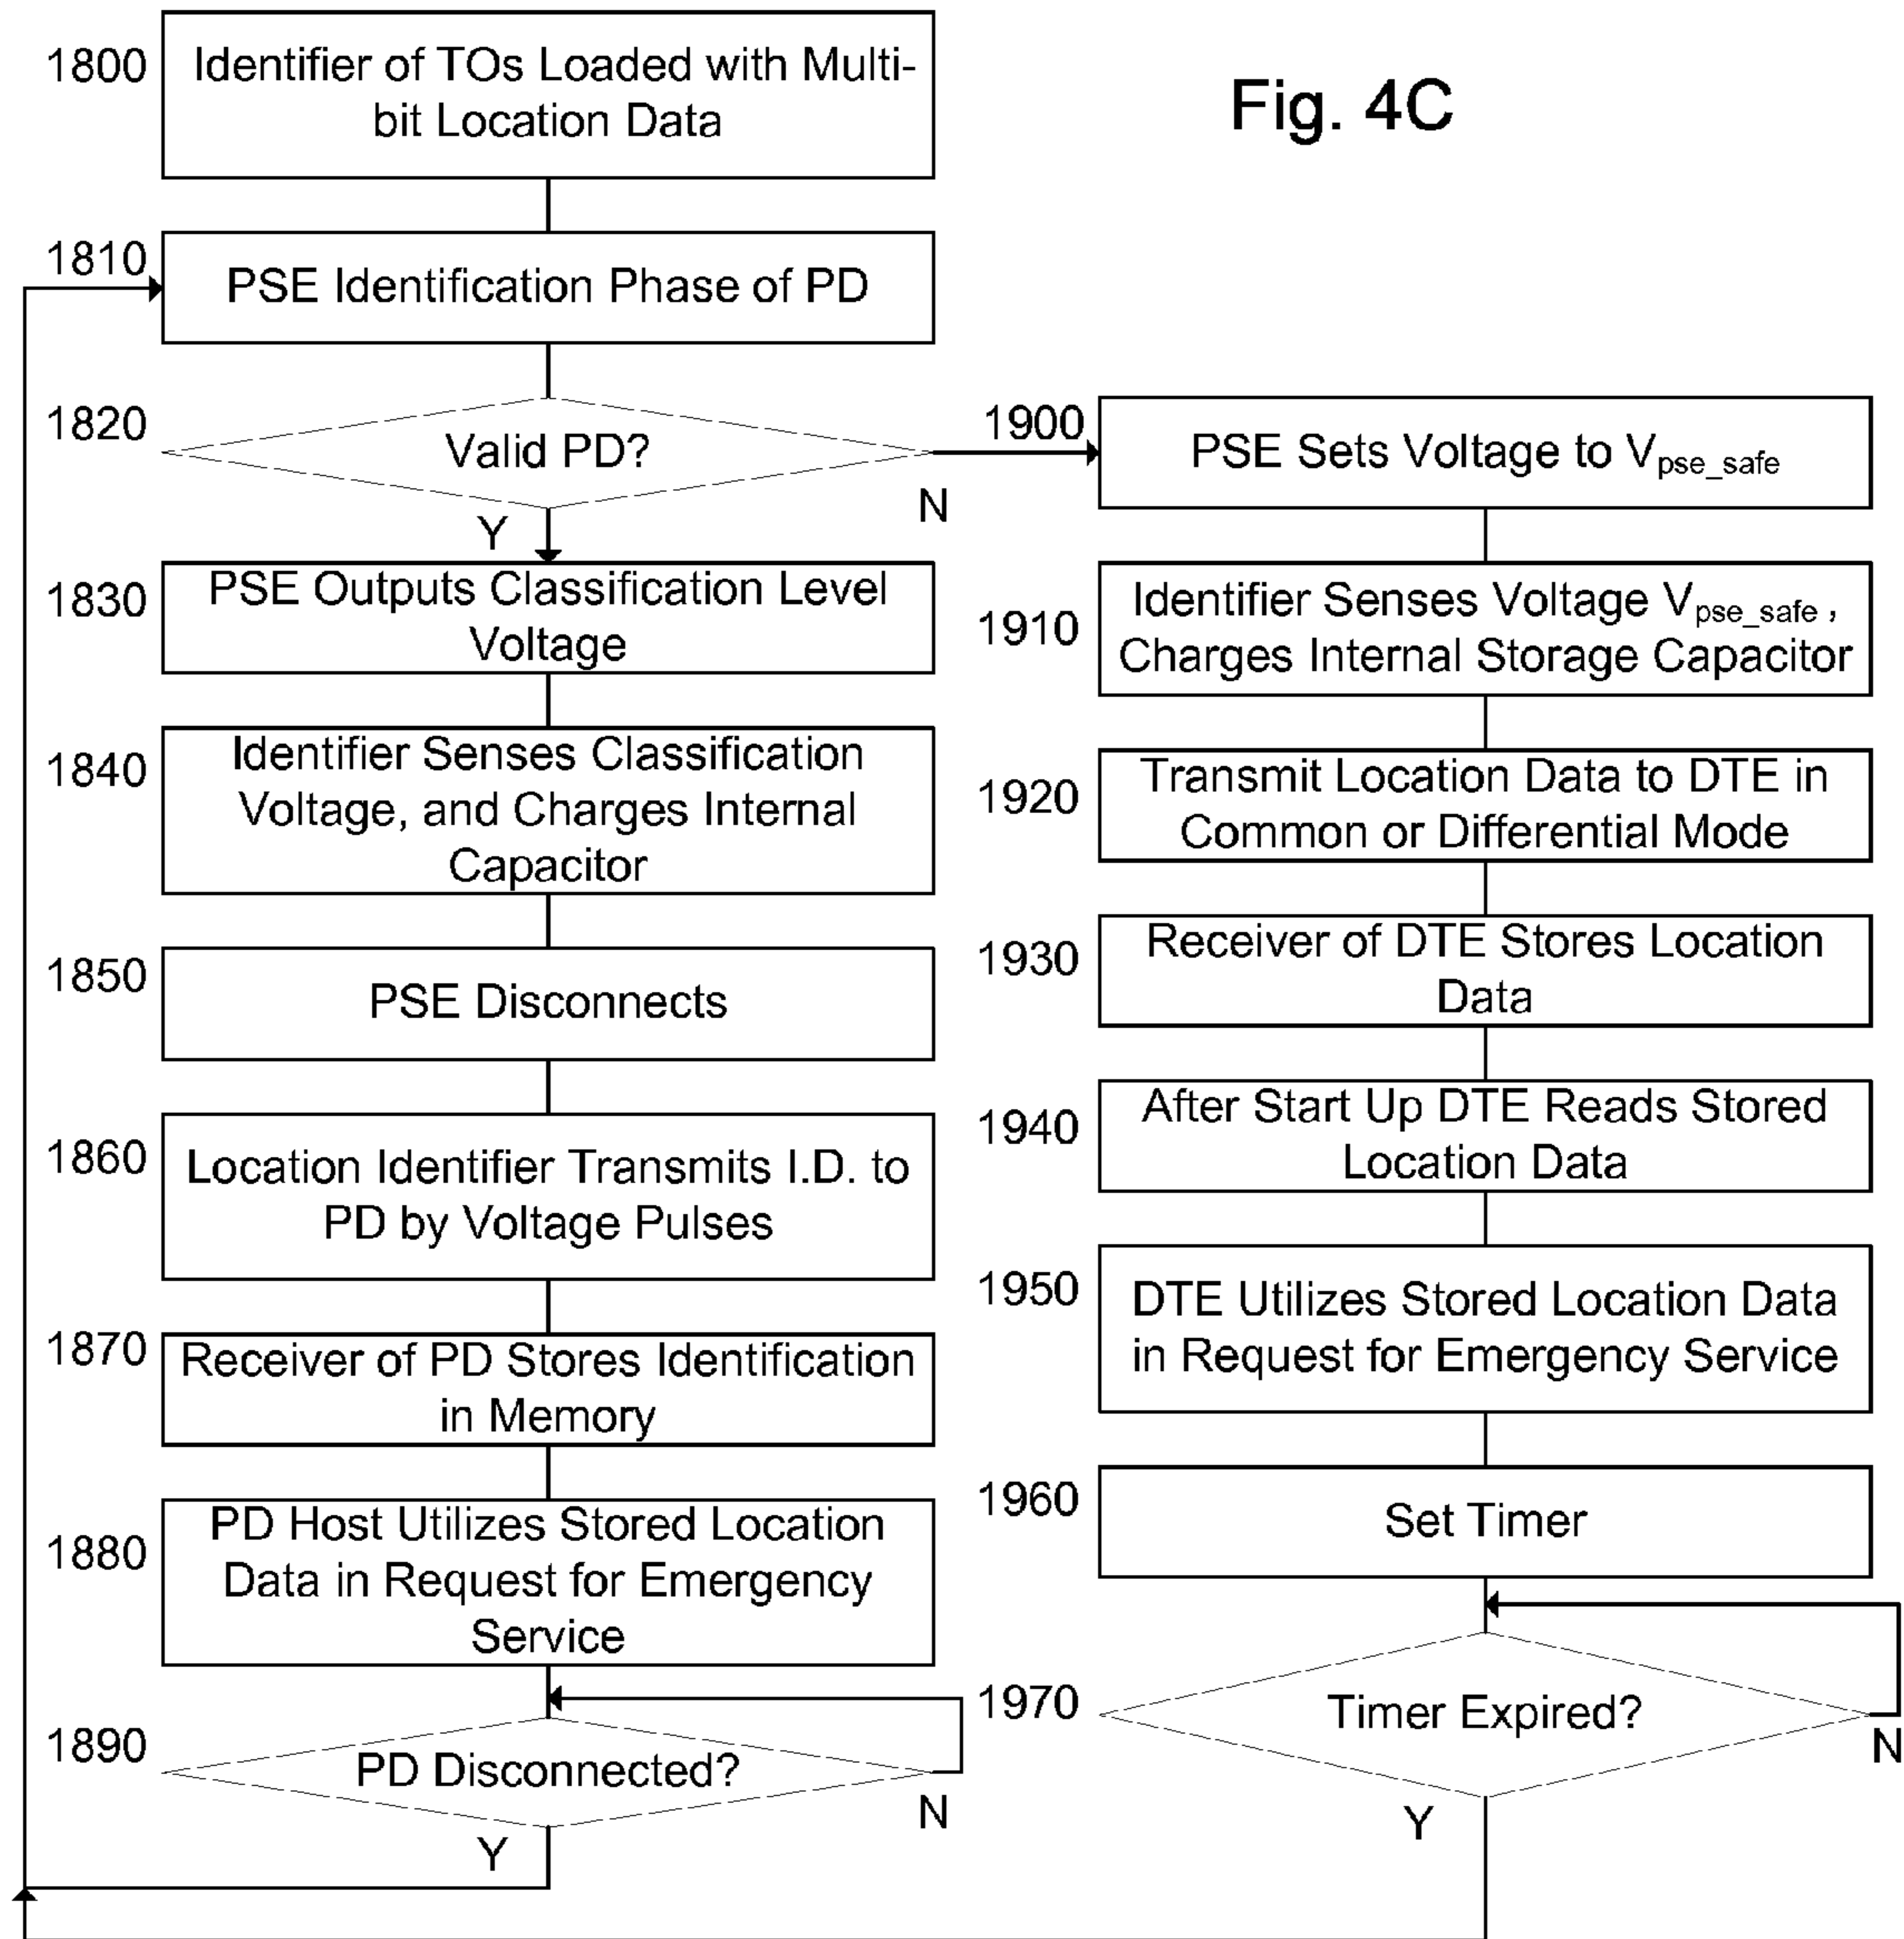 Fig. 4C
1800
Identifier of TOs Loaded with Multi-
bit Location Data
1810
PSE Identification Phase of PD
1820
Valid PD?
N
Y
1830
PSE Outputs Classification Level
Voltage
1840
Identifier Senses Classification
Voltage, and Charges Internal
Capacitor
1850
PSE Disconnects
1860
Location Identifier Transmits I.D. to
PD by Voltage Pulses
1870
Receiver of PD Stores Identification
in Memory
1880
PD Host Utilizes Stored Location
Data in Request for Emergency
Service
1890
PD Disconnected?
N
Y
1900
PSE Sets Voltage to Vpse_safe
1910
Identifier Senses Voltage Vpse_safe ,
Charges Internal Storage Capacitor
1920
Transmit Location Data to DTE in
Common or Differential Mode
1930
Receiver of DTE Stores Location
Data
1940
After Start Up DTE Reads Stored
Location Data
1950
DTE Utilizes Stored Location Data
in Request for Emergency Service
1960
Set Timer
1970
Timer Expired?
N
Y